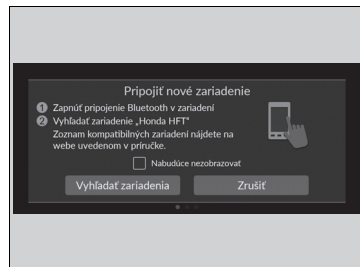 Pripojiť nové zariadenie
1 Zapnúť pripojenie Bluetooth v zariadení
2 Vyhľadať zariadenie „Honda HFT“
Zoznam kompatibilných zariadení nájdete na
webe uvedenom v príručke.
Nabudúce nezobrazovať
Vyhľadať zariadenia
Zrušiť